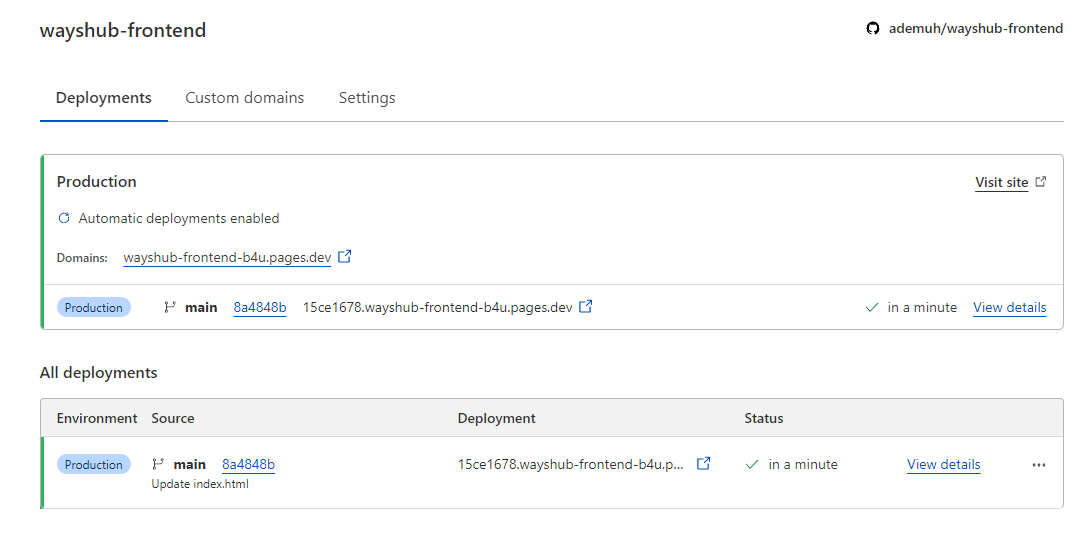 wayshub-frontend ademuh/wayshub-frontend
Deployments Custom domains Settings
Production Visit site
Automatic deployments enabled
Domains: wayshub-frontend-b4u.pages.dev
Production main 8a4848b 15ce1678.wayshub-frontend-b4u.pages.dev in a minute View details
All deployments
Environment Source Deployment Status
Production main 8a4848b 15ce1678.wayshub-frontend-b4u.p... in a minute View details ...
Update index.html